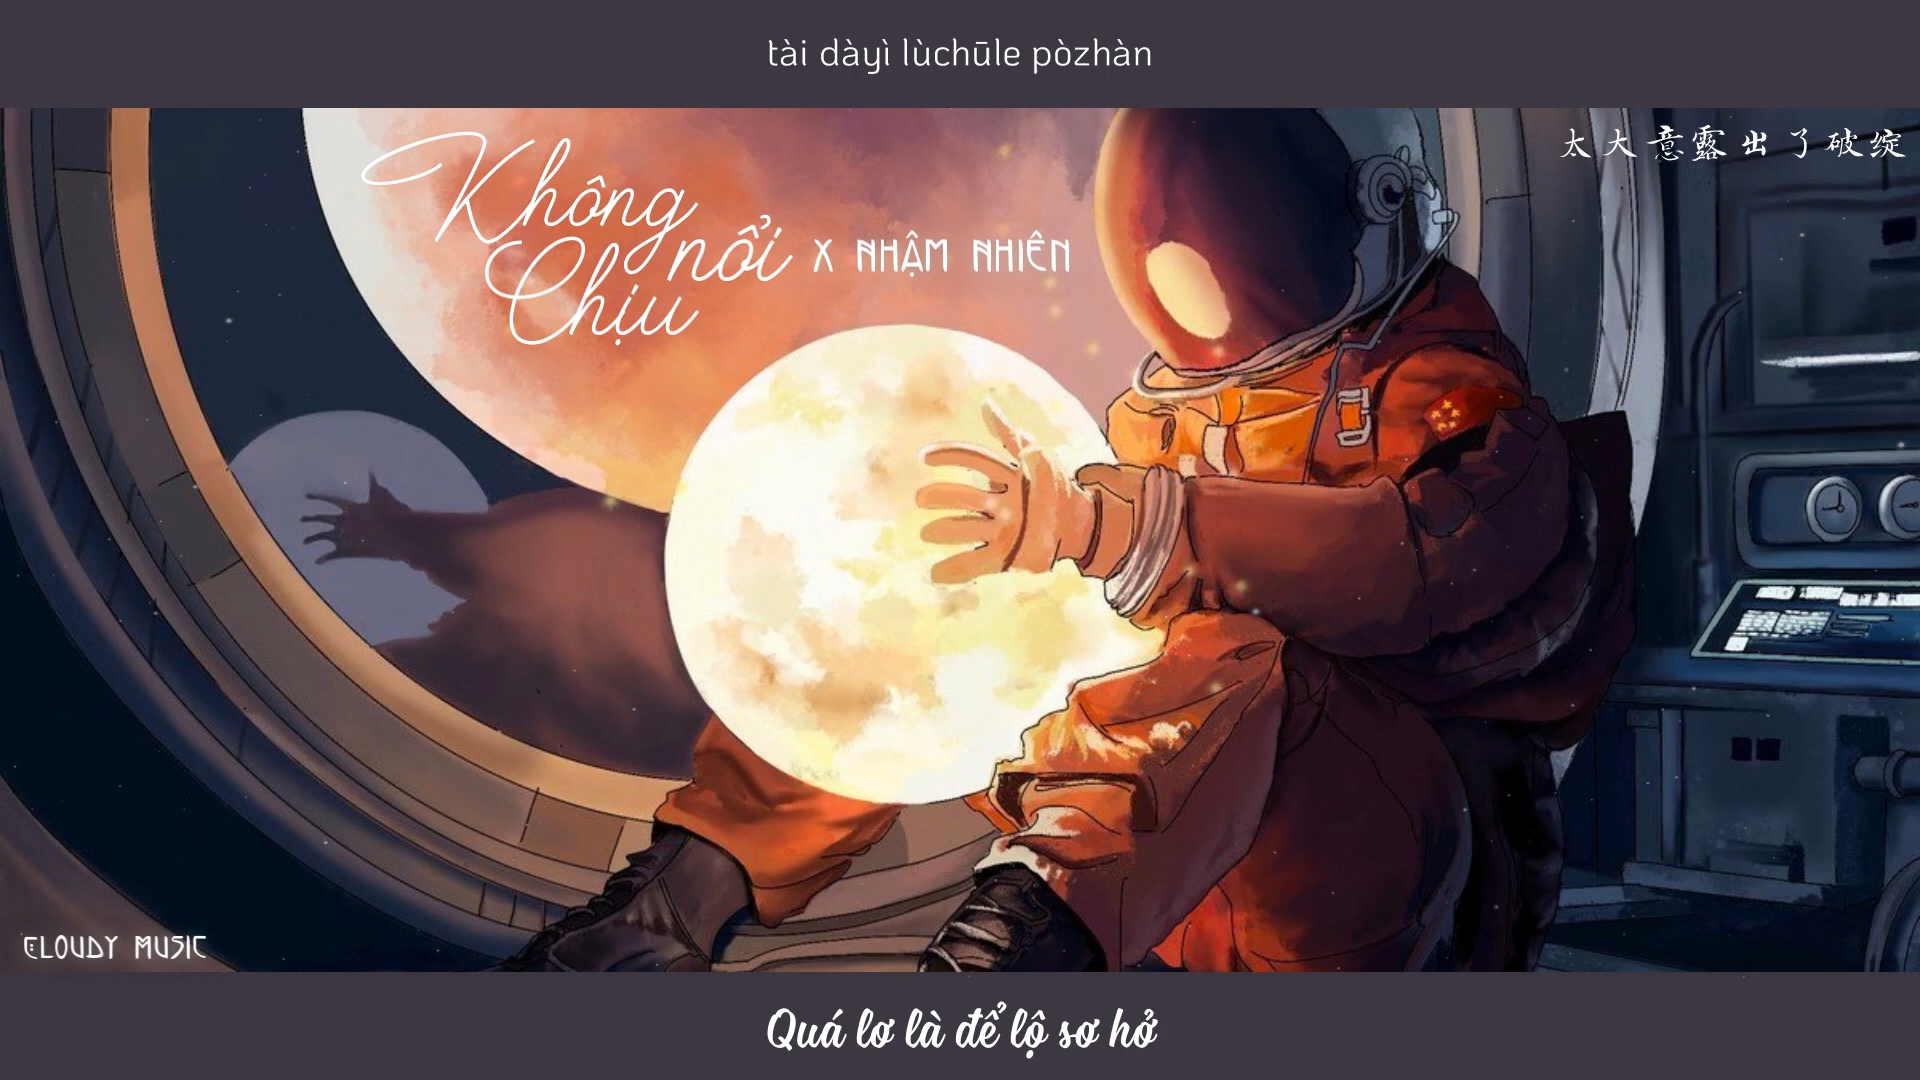 tài dàyì lùchūle pòzhàn
太大意露出了破绽
Không
Chịu nổi X NHẬM NHIÊN
CLOUDY MUSIC
Quá lơ là để lộ sơ hở